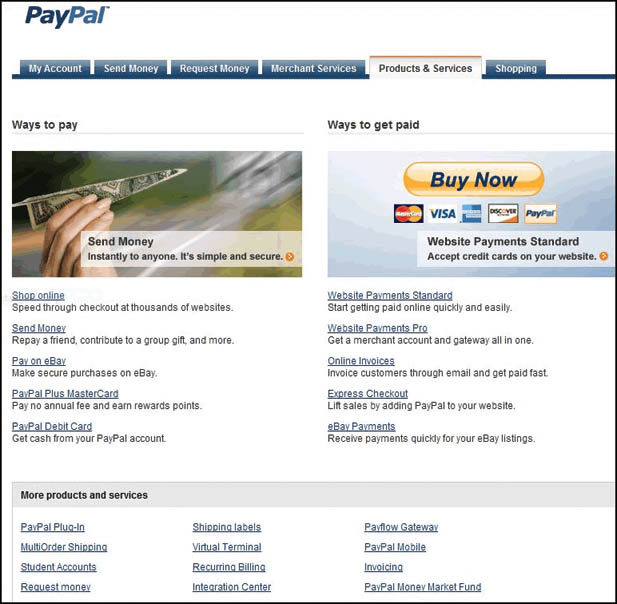 PayPal™
My Account
Send Money
Request Money
Merchant Services
Products & Services
Shopping
Ways to pay
Send Money
Instantly to anyone. It's simple and secure.
Shop online
Speed through checkout at thousands of websites.
Send Money
Repay a friend, contribute to a group gift, and more.
Pay on eBay
Make secure purchases on eBay.
PayPal Plus MasterCard
Pay no annual fee and earn rewards points.
PayPal Debit Card
Get cash from your PayPal account.
Ways to get paid
Buy Now
MasterCard VISA DISCOVER PayPal
Website Payments Standard
Accept credit cards on your website.
Website Payments Standard
Start getting paid online quickly and easily.
Website Payments Pro
Get a merchant account and gateway all in one.
Online Invoices
Invoice customers through email and get paid fast.
Express Checkout
Lift sales by adding PayPal to your website.
eBay Payments
Receive payments quickly for your eBay listings.
More products and services
PayPal Plug-In
MultiOrder Shipping
Student Accounts
Request money
Shipping labels
Virtual Terminal
Recurring Billing
Integration Center
Payflow Gateway
PayPal Mobile
Invoicing
PayPal Money Market Fund